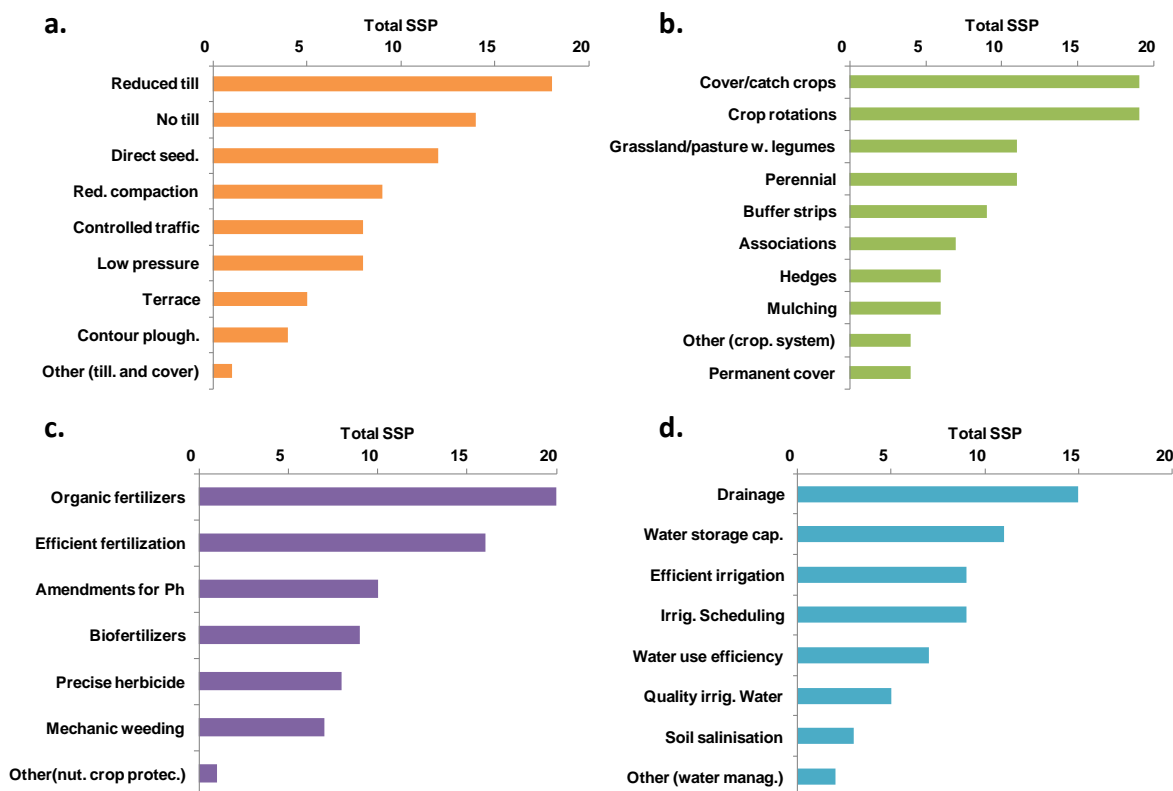 a.
Total SSP
0 5 10 15 20
Reduced till
No till
Direct seed.
Red. compaction
Controlled traffic
Low pressure
Terrace
Contour plough.
Other (till. and cover)
b.
Total SSP
0 5 10 15 20
Cover/catch crops
Crop rotations
Grassland/pasture w. legumes
Perennial
Buffer strips
Associations
Hedges
Mulching
Other (crop. system)
Permanent cover
c.
Total SSP
0 5 10 15 20
Organic fertilizers
Efficient fertilization
Amendments for Ph
Biofertilizers
Precise herbicide
Mechanic weeding
Other(nut. crop protec.)
d.
Total SSP
0 5 10 15 20
Drainage
Water storage cap.
Efficient irrigation
Irrig. Scheduling
Water use efficiency
Quality irrig. Water
Soil salinisation
Other (water manag.)